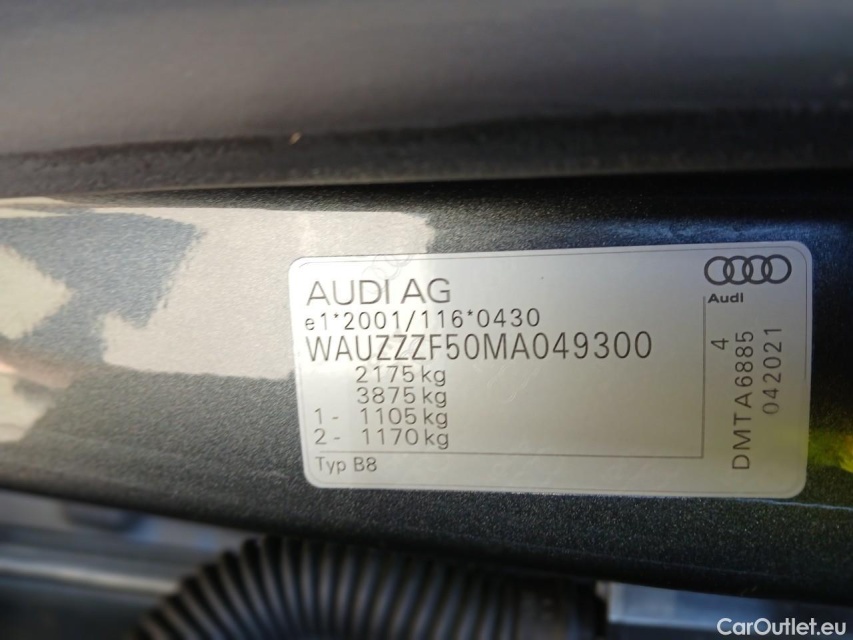 AUDI AG
Audi
e1*2001/116*0430
WAUZZZF50MA049300
2175 kg
3875 kg
1- 1105 kg
2- 1170 kg
Typ B8
4
DMTA6885
042021
CarOutlet.eu